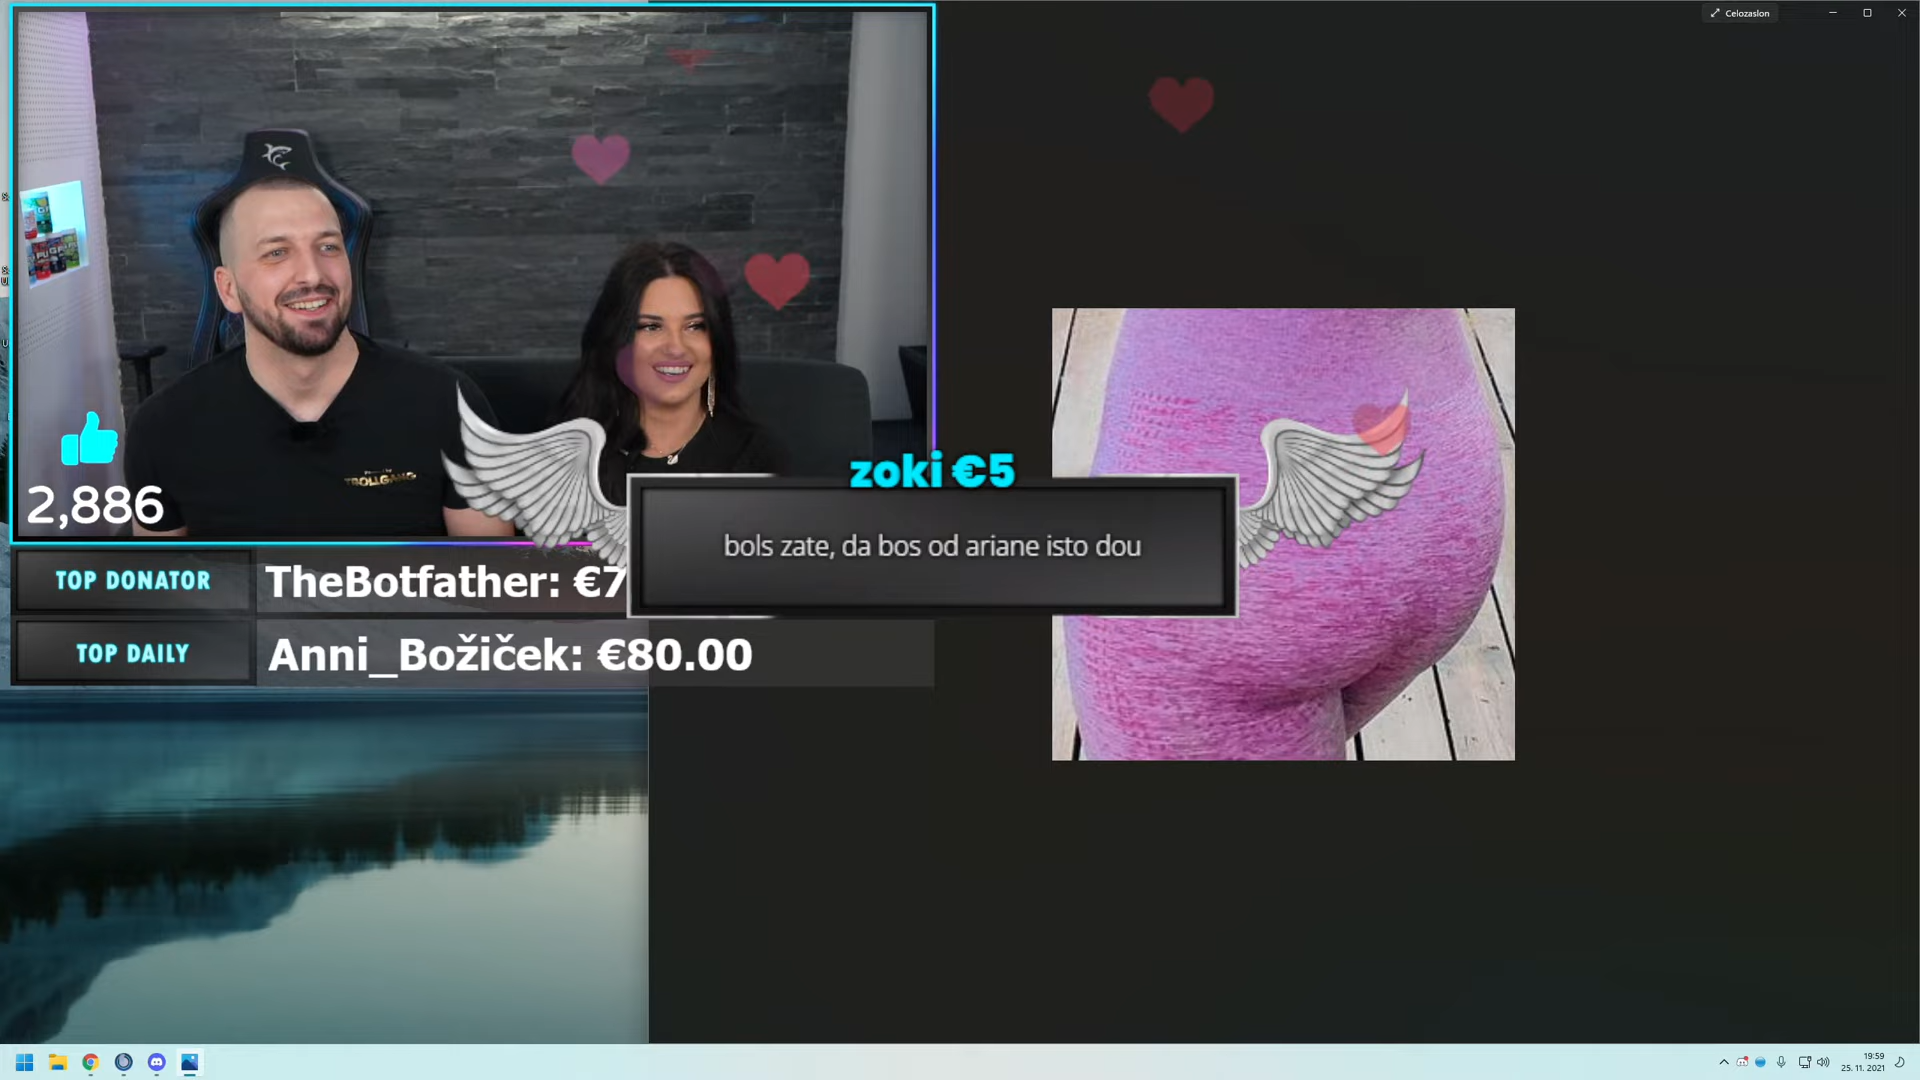 Celozaslon
TROLLGANG
2,886
zoki €5
bols zate, da bos od ariane isto dou
TOP DONATOR
TheBotfather: €7
TOP DAILY
Anni_Božiček: €80.00
19:59
25. 11. 2021